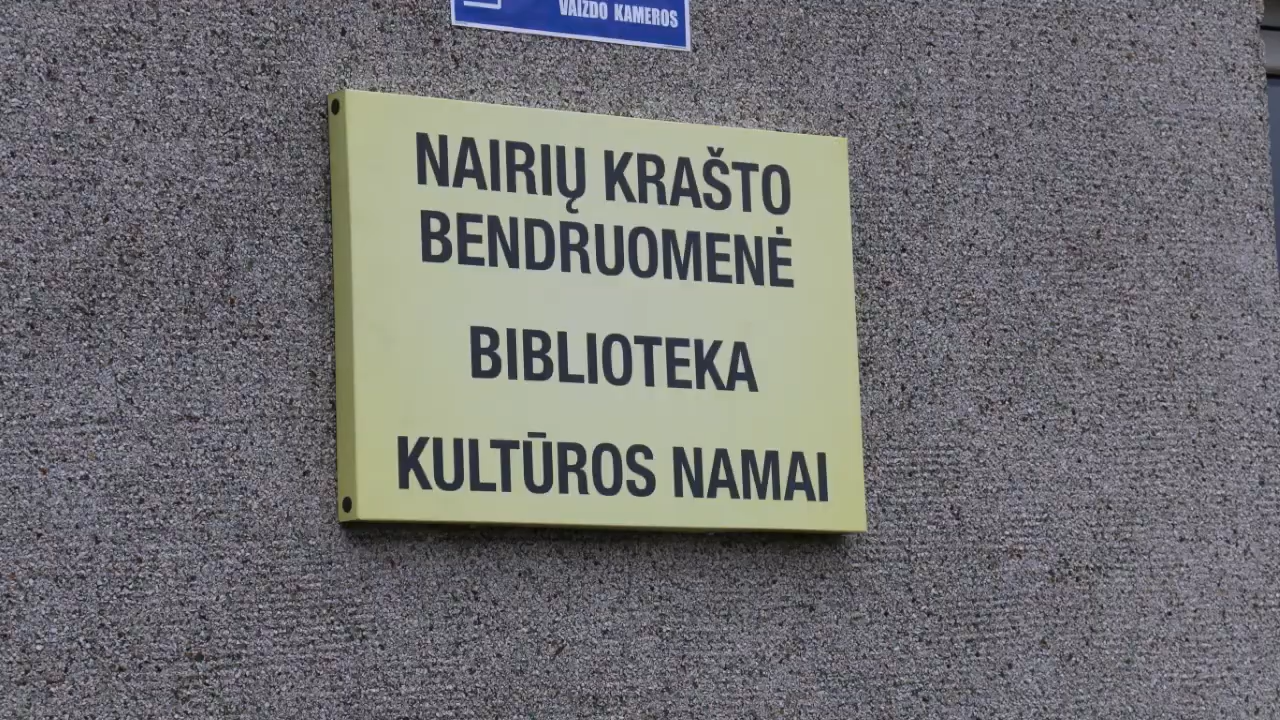 VAIZDO KAMEROS
NAIRIŲ KRAŠTO
BENDRUOMENĖ
BIBLIOTEKA
KULTŪROS NAMAI